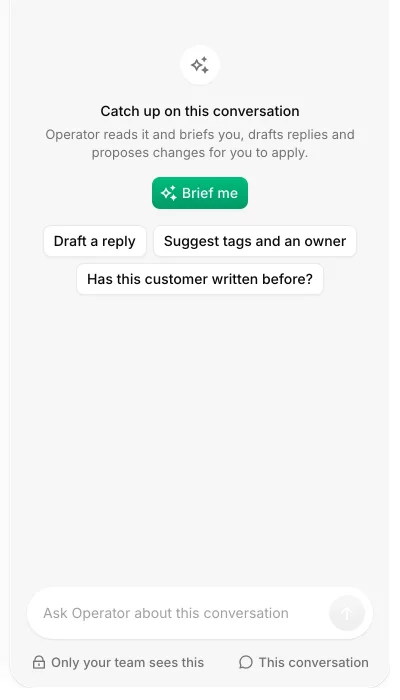 Catch up on this conversation
Operator reads it and briefs you, drafts replies and
proposes changes for you to apply.
Brief me
Draft a reply
Suggest tags and an owner
Has this customer written before?
Ask Operator about this conversation
Only your team sees this
This conversation